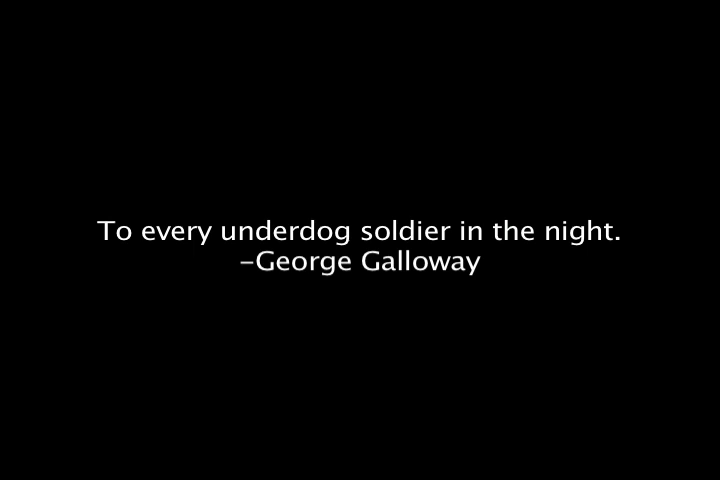 To every underdog soldier in the night.
–George Galloway